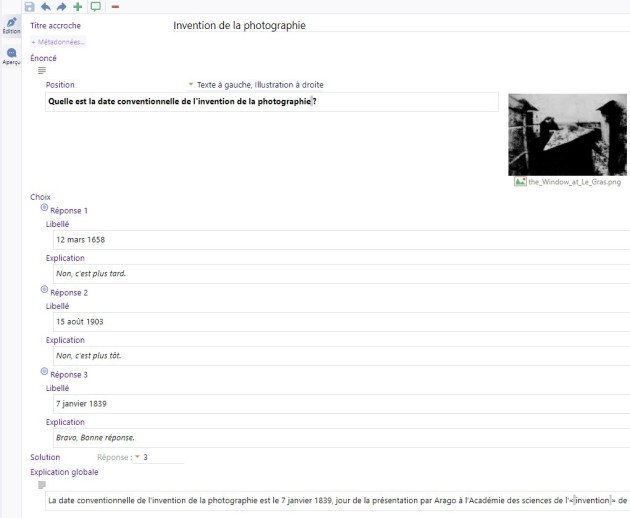 Titre accroche Invention de la photographie
Édition
Métadonnées...
Énoncé
Aperçu
Position Texte à gauche, Illustration à droite
Quelle est la date conventionnelle de l'invention de la photographie ?
the_Window_at_Le_Gras.png
Choix
Réponse 1
Libellé
12 mars 1658
Explication
Non, c'est plus tard.
Réponse 2
Libellé
15 août 1903
Explication
Non, c'est plus tôt.
Réponse 3
Libellé
7 janvier 1839
Explication
Bravo, Bonne réponse.
Solution Réponse : 3
Explication globale
La date conventionnelle de l'invention de la photographie est le 7 janvier 1839, jour de la présentation par Arago à l'Académie des sciences de l'«invention» de